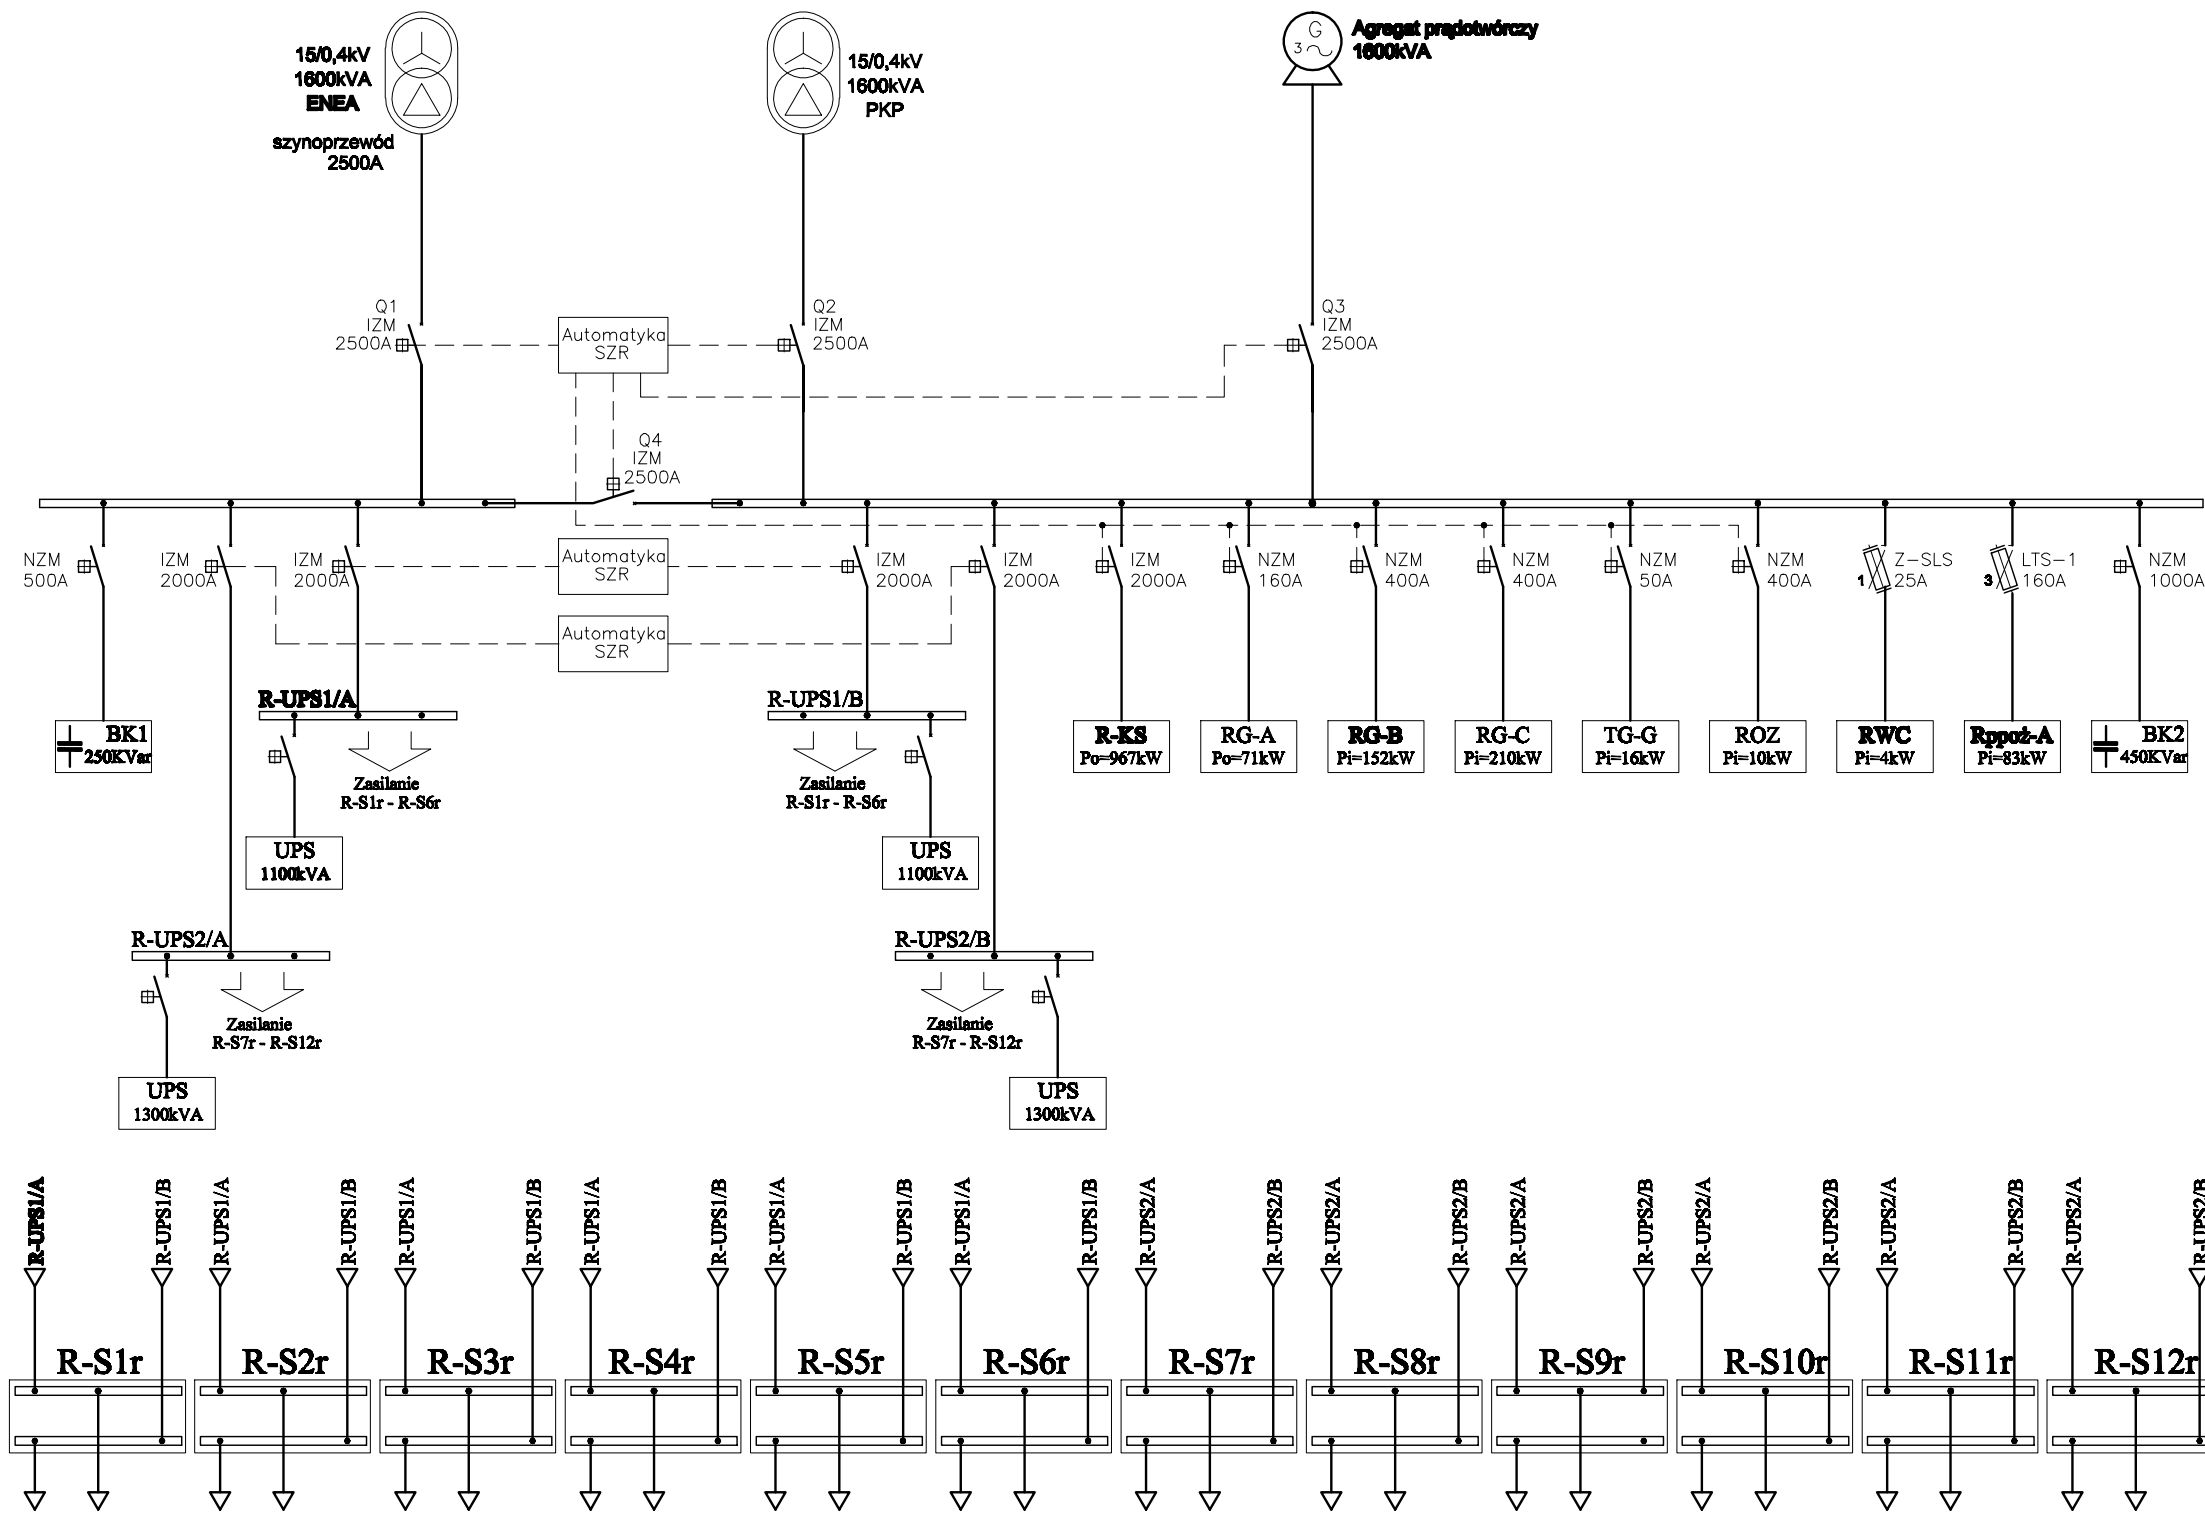 15/0,4kV
1600kVA
ENEA
szynoprzewód
2500A
15/0,4kV
1600kVA
PKP
G
3
Agregat prądotwórczy
1600kVA
Q1
IZM
2500A
Automatyka
SZR
Q2
IZM
2500A
Q3
IZM
2500A
Q4
IZM
2500A
NZM
500A
IZM
2000A
IZM
2000A
Automatyka
SZR
Automatyka
SZR
IZM
2000A
IZM
2000A
IZM
2000A
NZM
160A
NZM
400A
NZM
400A
NZM
50A
NZM
400A
Z-SLS
1 25A
LTS-1
3 160A
NZM
1000A
BK1
250KVar
R-UPS1/A
Zasilanie
R-S1r - R-S6r
UPS
1100kVA
R-UPS1/B
Zasilanie
R-S1r - R-S6r
UPS
1100kVA
R-KS
Po=967kW
RG-A
Po=71kW
RG-B
Pi=152kW
RG-C
Pi=210kW
TG-G
Pi=16kW
ROZ
Pi=10kW
RWC
Pi=4kW
Rppoż-A
Pi=83kW
BK2
450KVar
R-UPS2/A
Zasilanie
R-S7r - R-S12r
UPS
1300kVA
R-UPS2/B
Zasilanie
R-S7r - R-S12r
UPS
1300kVA
R-UPS1/A
R-UPS1/B
R-UPS1/A
R-UPS1/B
R-UPS1/A
R-UPS1/B
R-UPS1/A
R-UPS1/B
R-UPS1/A
R-UPS1/B
R-UPS1/A
R-UPS1/B
R-UPS2/A
R-UPS2/B
R-UPS2/A
R-UPS2/B
R-UPS2/A
R-UPS2/B
R-UPS2/A
R-UPS2/B
R-UPS2/A
R-UPS2/B
R-UPS2/A
R-UPS2/B
R-S1r
R-S2r
R-S3r
R-S4r
R-S5r
R-S6r
R-S7r
R-S8r
R-S9r
R-S10r
R-S11r
R-S12r